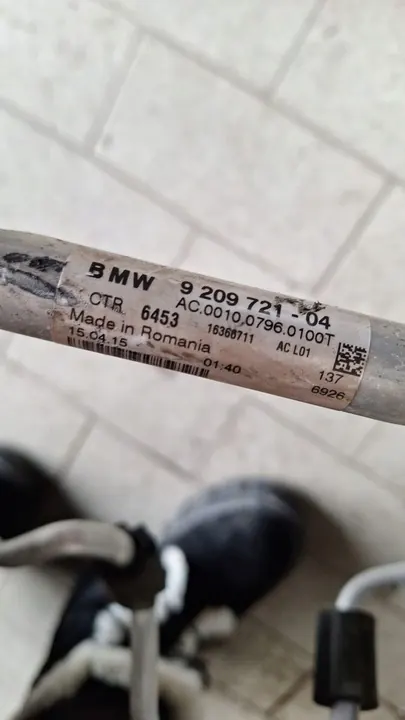 BMW 9 209 721 - 04
AC.0010.0796.0100T
CTR 6453 16368711 AC L01
Made in Romania
15.04.15 01:40 137
6926